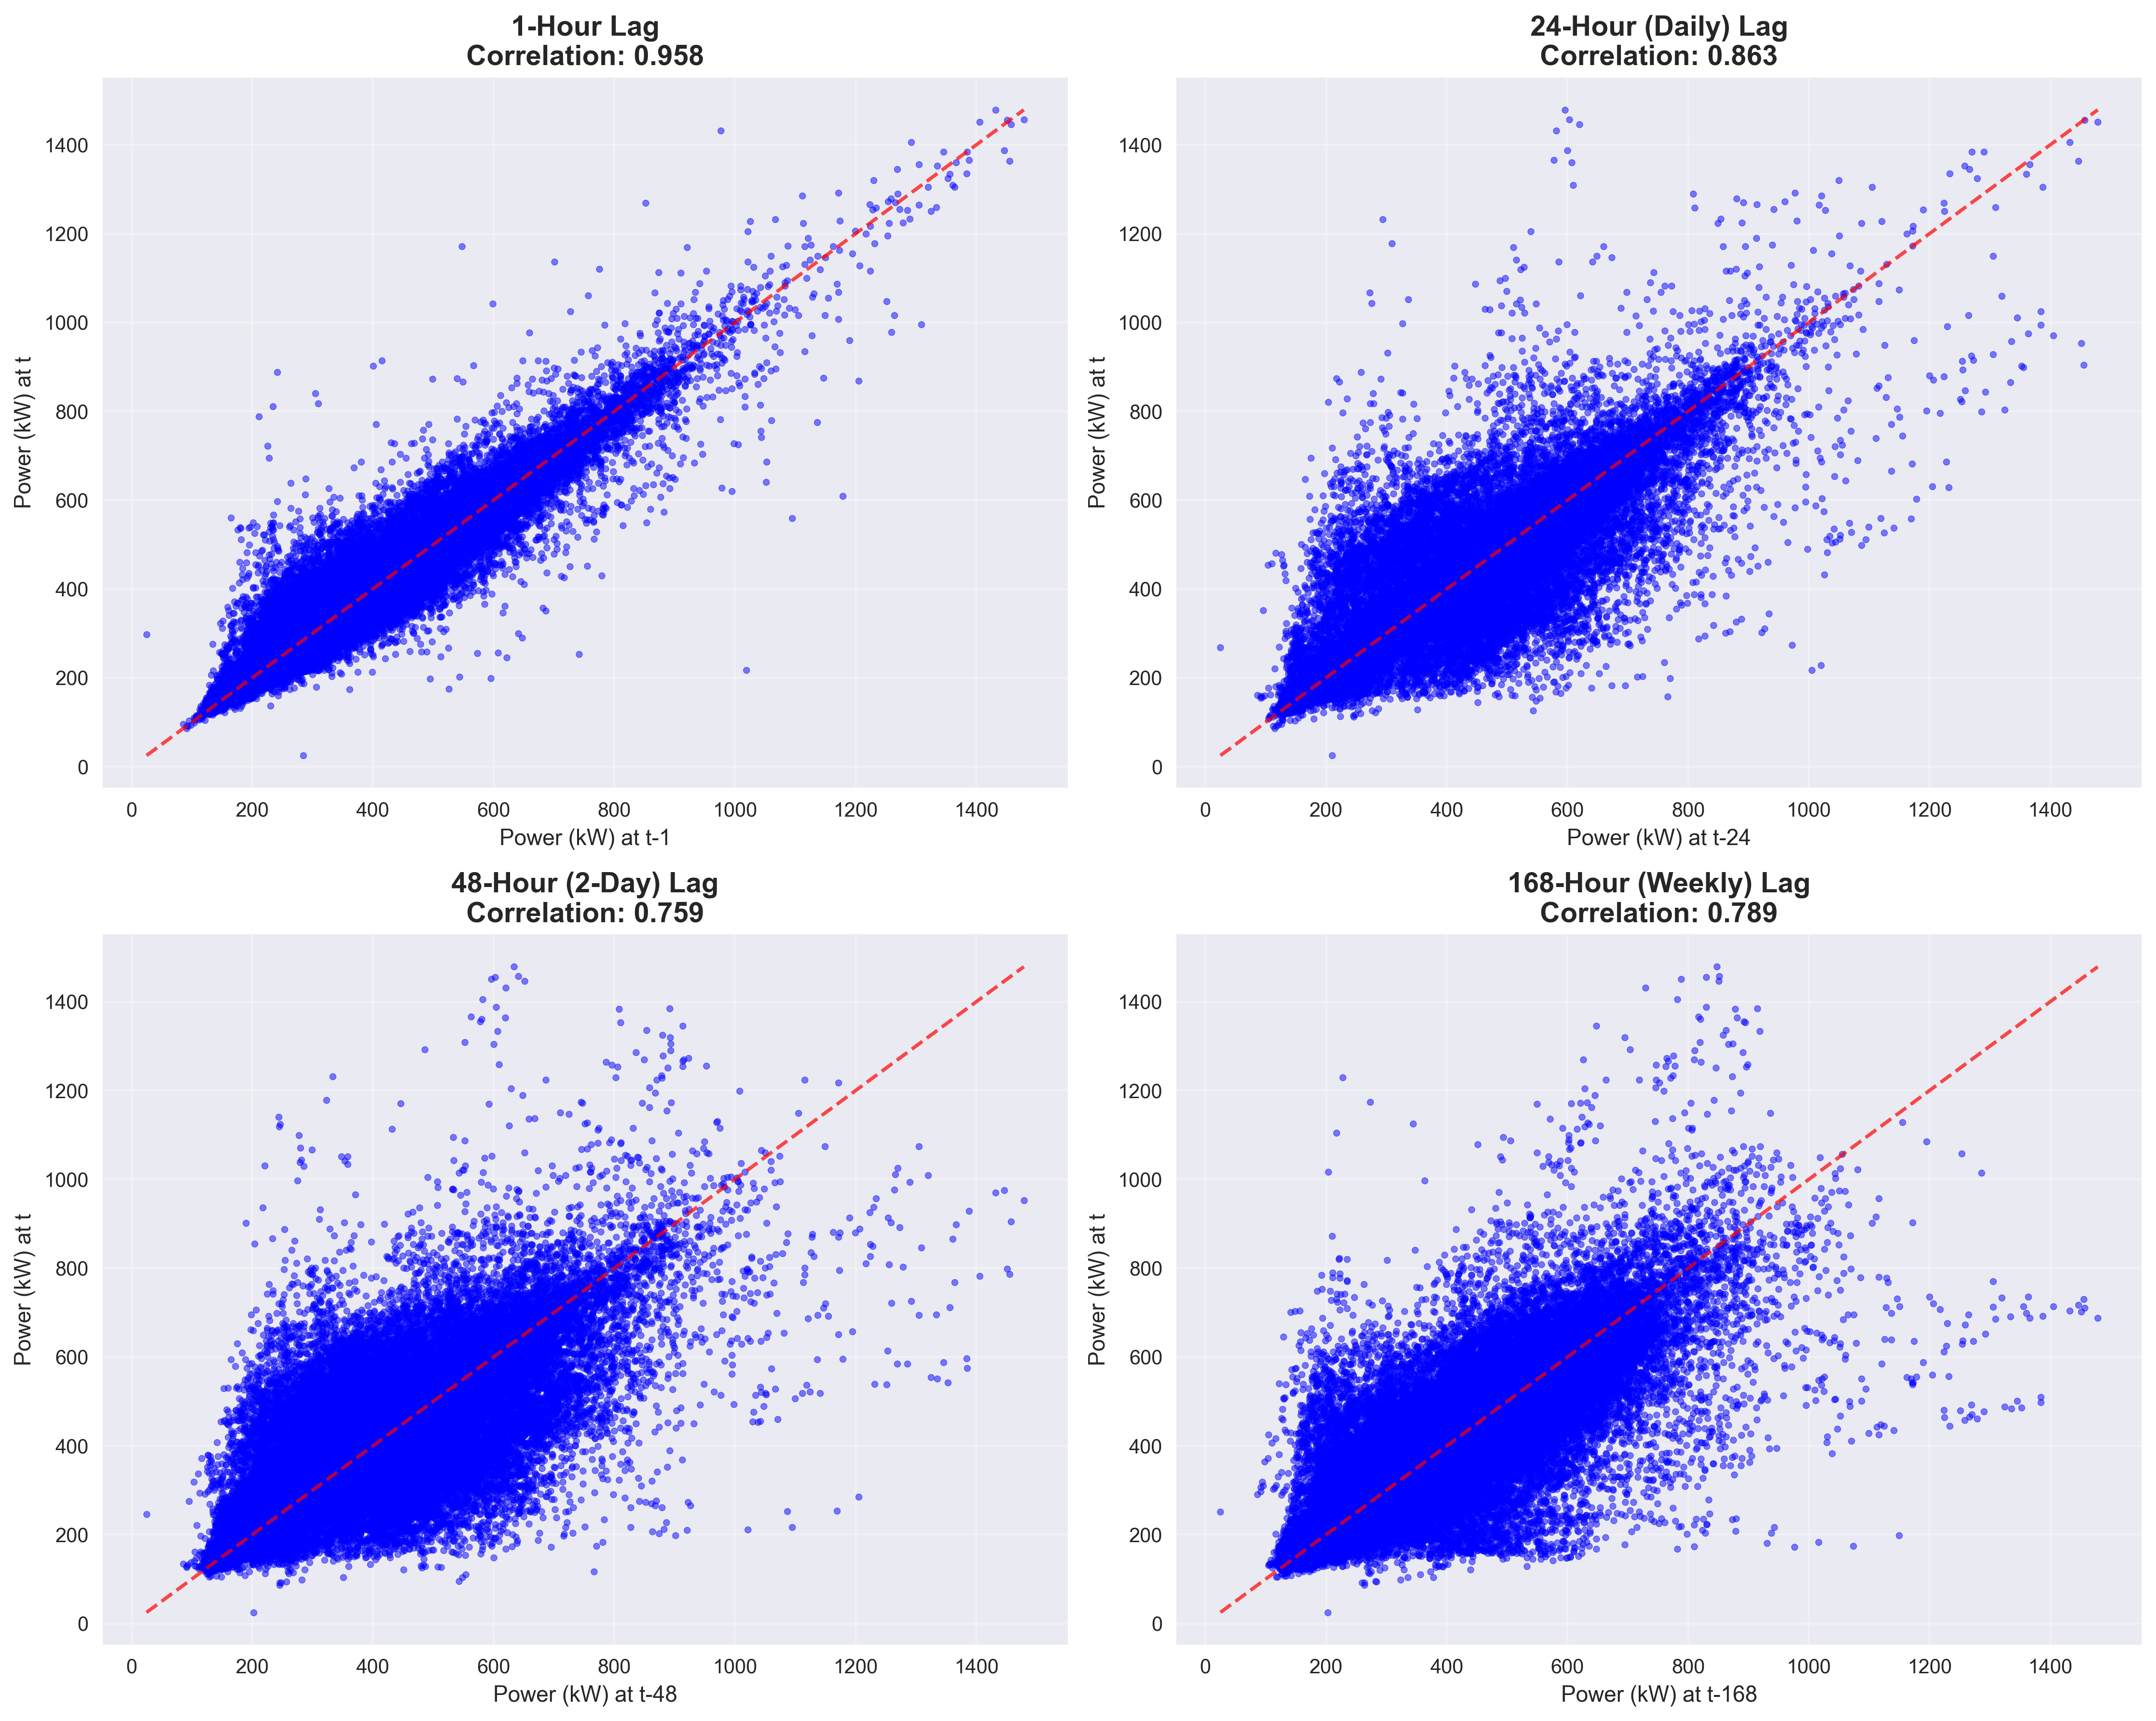 1-Hour Lag
Correlation: 0.958
1400
1200
1000
800
600
400
200
0
Power (kW) at t
0 200 400 600 800 1000 1200 1400
Power (kW) at t-1
24-Hour (Daily) Lag
Correlation: 0.863
1400
1200
1000
800
600
400
200
0
Power (kW) at t
0 200 400 600 800 1000 1200 1400
Power (kW) at t-24
48-Hour (2-Day) Lag
Correlation: 0.759
1400
1200
1000
800
600
400
200
0
Power (kW) at t
0 200 400 600 800 1000 1200 1400
Power (kW) at t-48
168-Hour (Weekly) Lag
Correlation: 0.789
1400
1200
1000
800
600
400
200
0
Power (kW) at t
0 200 400 600 800 1000 1200 1400
Power (kW) at t-168